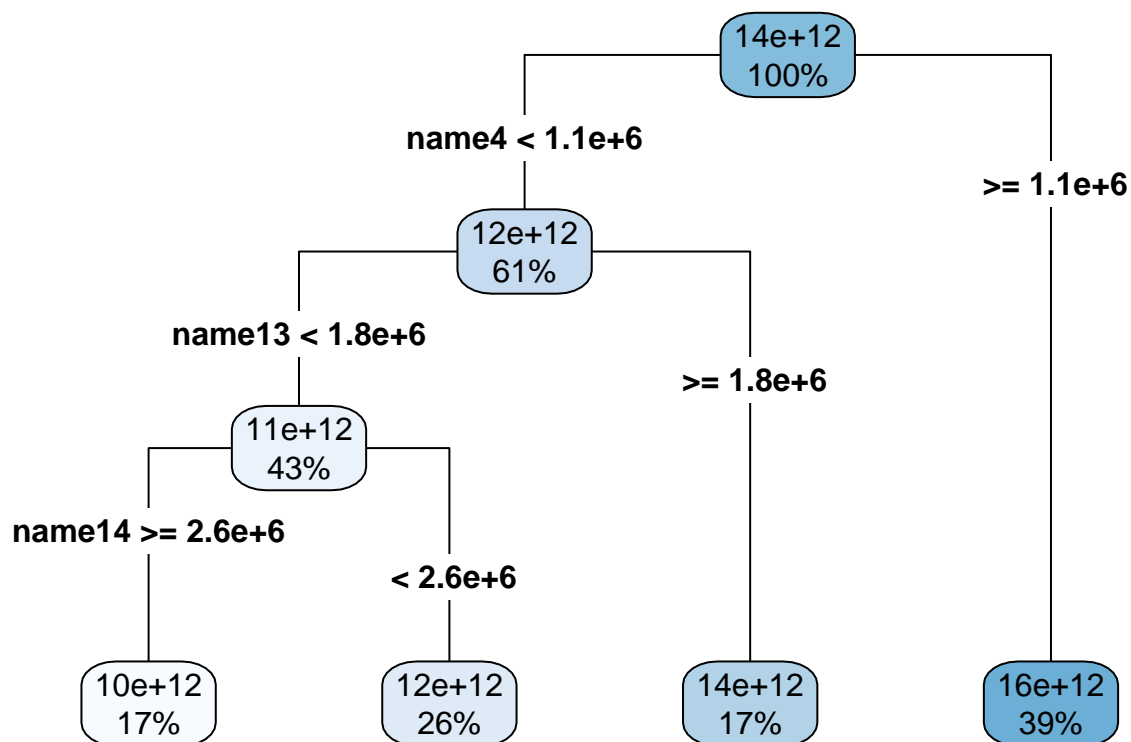 14e+12
100%
name4 < 1.1e+6
>= 1.1e+6
12e+12
61%
name13 < 1.8e+6
>= 1.8e+6
11e+12
43%
name14 >= 2.6e+6
< 2.6e+6
10e+12
17%
12e+12
26%
14e+12
17%
16e+12
39%